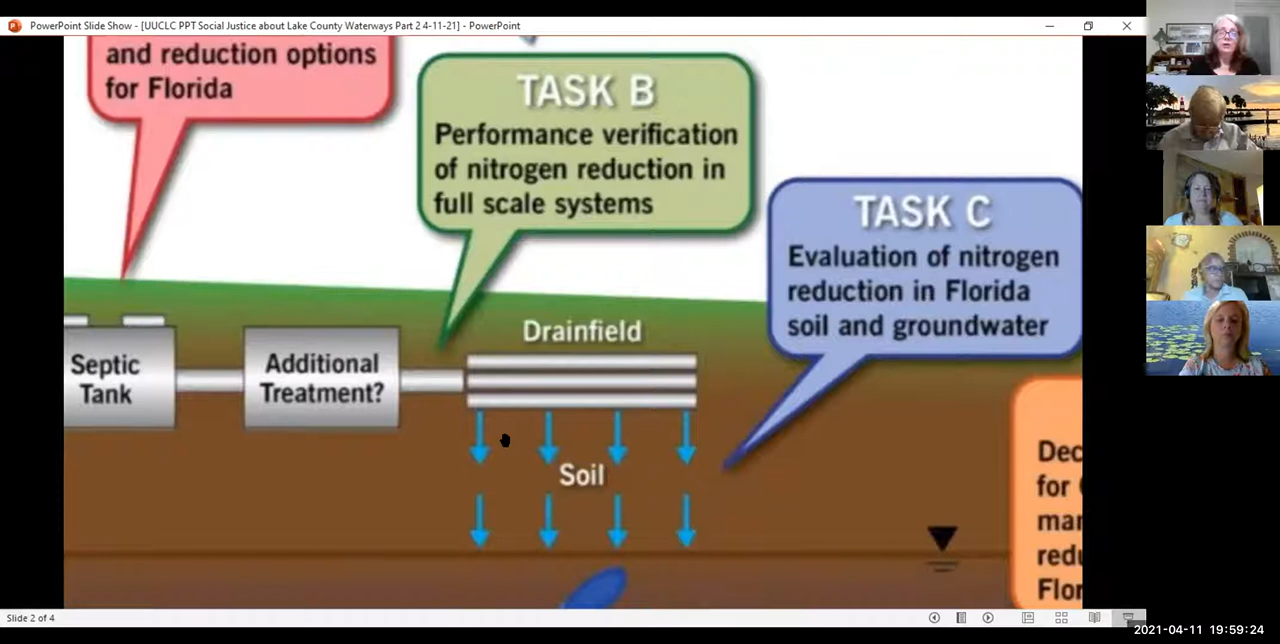 PowerPoint Slide Show - [UUCLC PPT Social Justice about Lake County Waterways Part 2 4-11-21] - PowerPoint
and reduction options
for Florida
TASK B
Performance verification
of nitrogen reduction in
full scale systems
TASK C
Evaluation of nitrogen
reduction in Florida
soil and groundwater
Septic
Tank
Additional
Treatment?
Drainfield
Soil
Dec
for
man
redu
Flor
Slide 2 of 4
2021-04-11 19:59:24